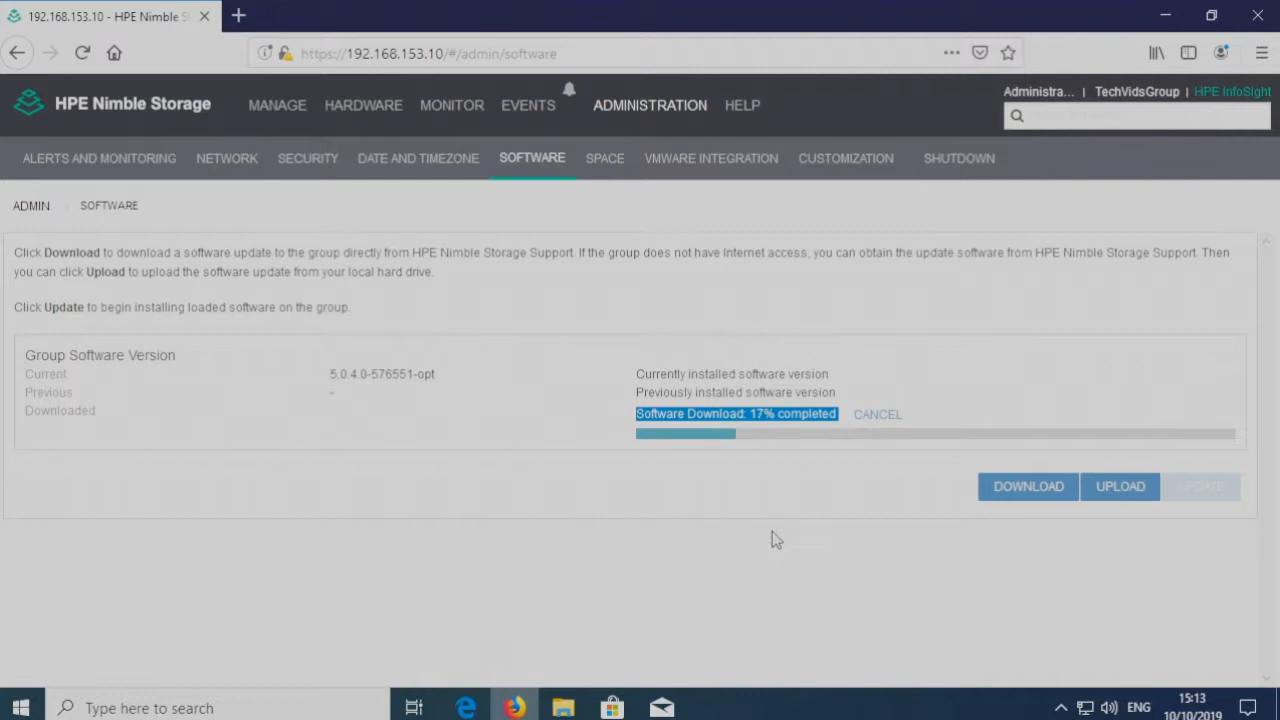 192.168.153.10 - HPE Nimble S
https://192.168.153.10/#/admin/software
HPE Nimble Storage
MANAGE HARDWARE MONITOR EVENTS ADMINISTRATION HELP
Administra... | TechVidsGroup | HPE InfoSight
ALERTS AND MONITORING NETWORK SECURITY DATE AND TIMEZONE SOFTWARE SPACE VMWARE INTEGRATION CUSTOMIZATION SHUTDOWN
ADMIN SOFTWARE
Click Download to download a software update to the group directly from HPE Nimble Storage Support. If the group does not have Internet access, you can obtain the update software from HPE Nimble Storage Support. Then
you can click Upload to upload the software update from your local hard drive.
Click Update to begin installing loaded software on the group.
Group Software Version
Current 5.0.4.0-576551-opt Currently installed software version
Previous - Previously installed software version
Downloaded Software Download: 17% completed CANCEL
DOWNLOAD UPLOAD UPDATE
Type here to search
ENG
15:13
10/10/2019